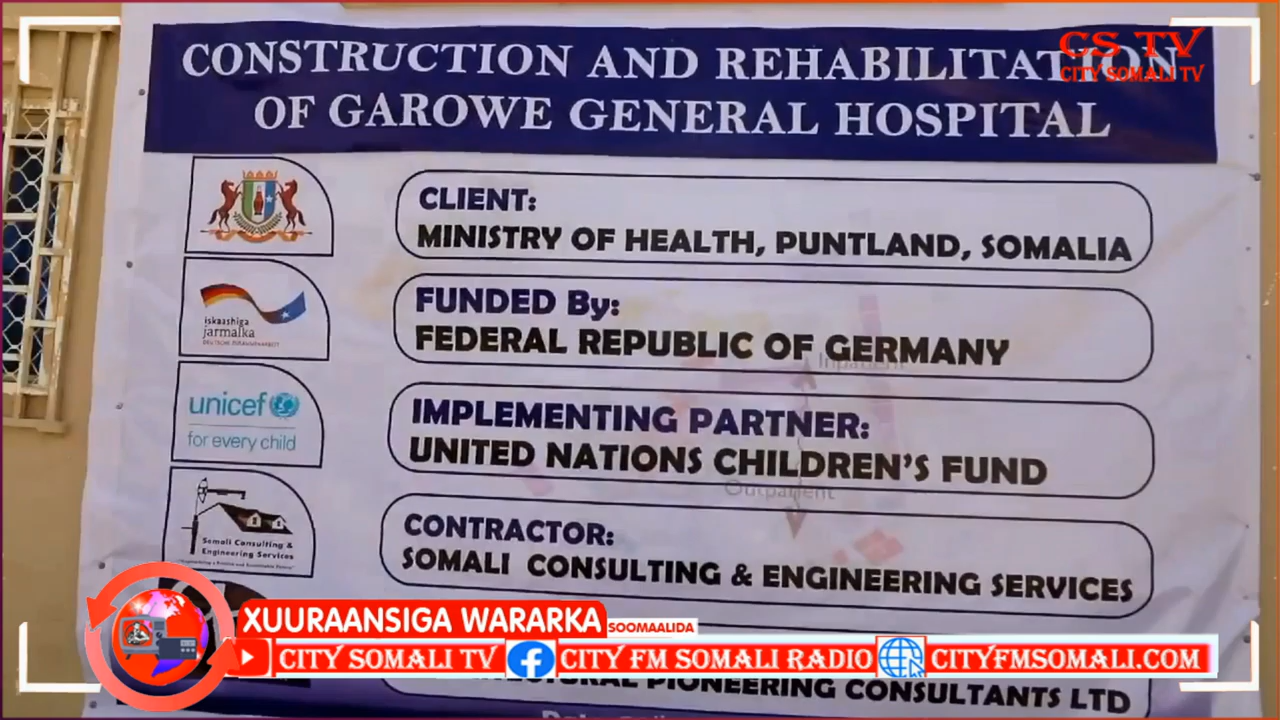 CONSTRUCTION AND REHABILITATION
OF GAROWE GENERAL HOSPITAL
CS TV
CITY SOMALI TV
CLIENT:
MINISTRY OF HEALTH, PUNTLAND, SOMALIA
iskaashiga
jarmalka
FUNDED By:
FEDERAL REPUBLIC OF GERMANY
Inpatient
unicef
for every child
IMPLEMENTING PARTNER:
UNITED NATIONS CHILDREN'S FUND
Outpatient
Somali Consulting &
Engineering Services
CONTRACTOR:
SOMALI CONSULTING & ENGINEERING SERVICES
XUURAANSIGA WARARKA
SOOMAALIDA
CITY SOMALI TV
CITY FM SOMALI RADIO
CITYFMSOMALI.COM
PIONEERING CONSULTANTS LTD